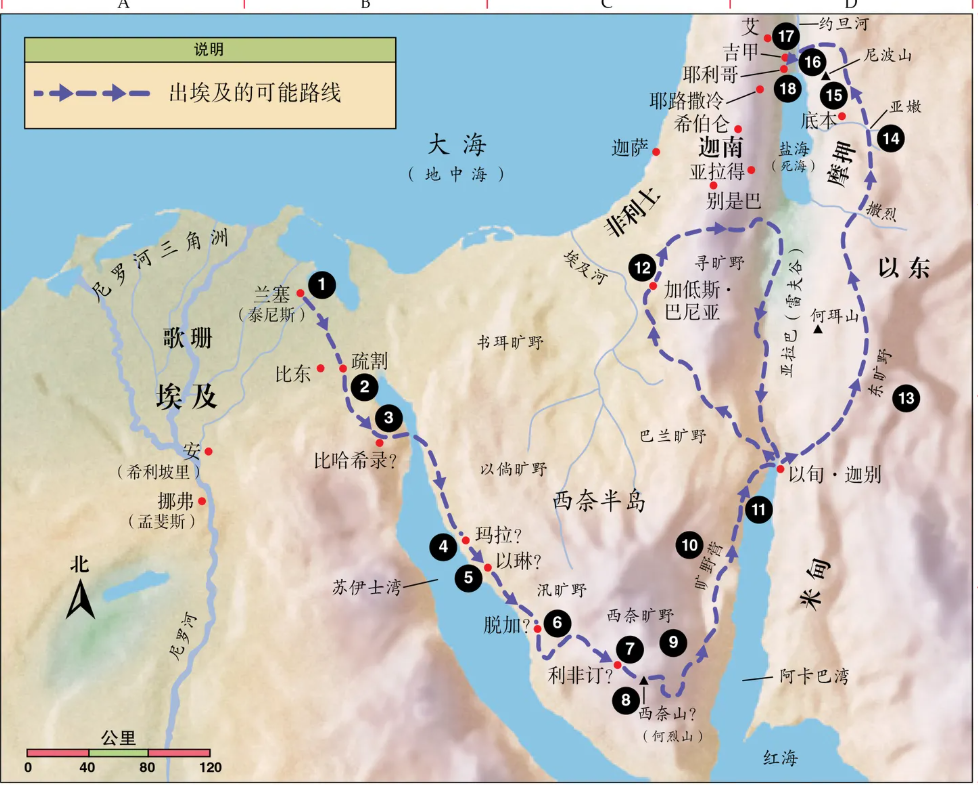 A
B
C
D
说明
出埃及的可能路线
大海
(地中海)
艾
17
约旦河
吉甲
16
尼波山
耶利哥
18
15
耶路撒冷
亚嫩
希伯仑
底本
14
迦萨
迦南
盐海
(死海)
摩押
亚拉得
别是巴
撒烈
非利士
尼罗河三角洲
埃及河
12
寻旷野
以东
1
兰塞
(泰尼斯)
加低斯·
巴尼亚
亚拉巴(雷夫谷)
何珥山
歌珊
书珥旷野
比东
疏割
2
东旷野
13
埃及
3
安
(希利坡里)
比哈希录?
巴兰旷野
以倘旷野
以旬·迦别
挪弗
(孟斐斯)
西奈半岛
11
4
玛拉?
10
旷野营
北
5
以琳?
米甸
苏伊士湾
汛旷野
尼罗河
脱加?
6
西奈旷野
7
9
利非订?
阿卡巴湾
8
西奈山?
(何烈山)
公里
0
40
80
120
红海